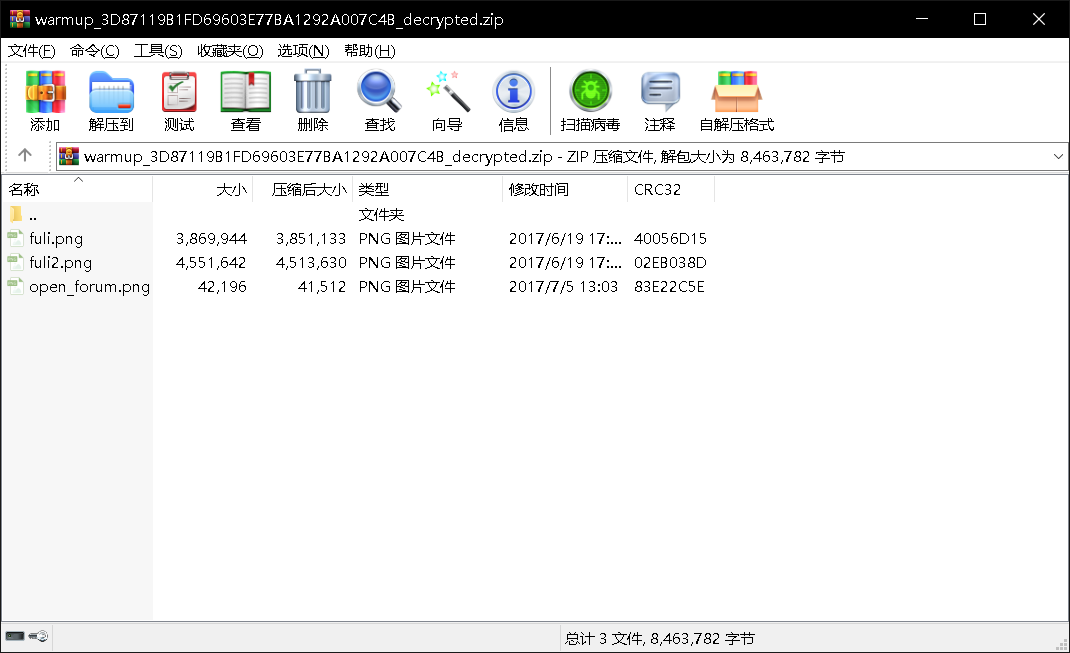 warmup_3D87119B1FD69603E77BA1292A007C4B_decrypted.zip
文件(F) 命令(C) 工具(S) 收藏夹(O) 选项(N) 帮助(H)
添加 解压到 测试 查看 删除 查找 向导 信息 扫描病毒 注释 自解压格式
warmup_3D87119B1FD69603E77BA1292A007C4B_decrypted.zip - ZIP 压缩文件, 解包大小为 8,463,782 字节
名称 大小 压缩后大小 类型 修改时间 CRC32
.. 文件夹
fuli.png 3,869,944 3,851,133 PNG 图片文件 2017/6/19 17:... 40056D15
fuli2.png 4,551,642 4,513,630 PNG 图片文件 2017/6/19 17:... 02EB038D
open_forum.png 42,196 41,512 PNG 图片文件 2017/7/5 13:03 83E22C5E
总计 3 文件, 8,463,782 字节